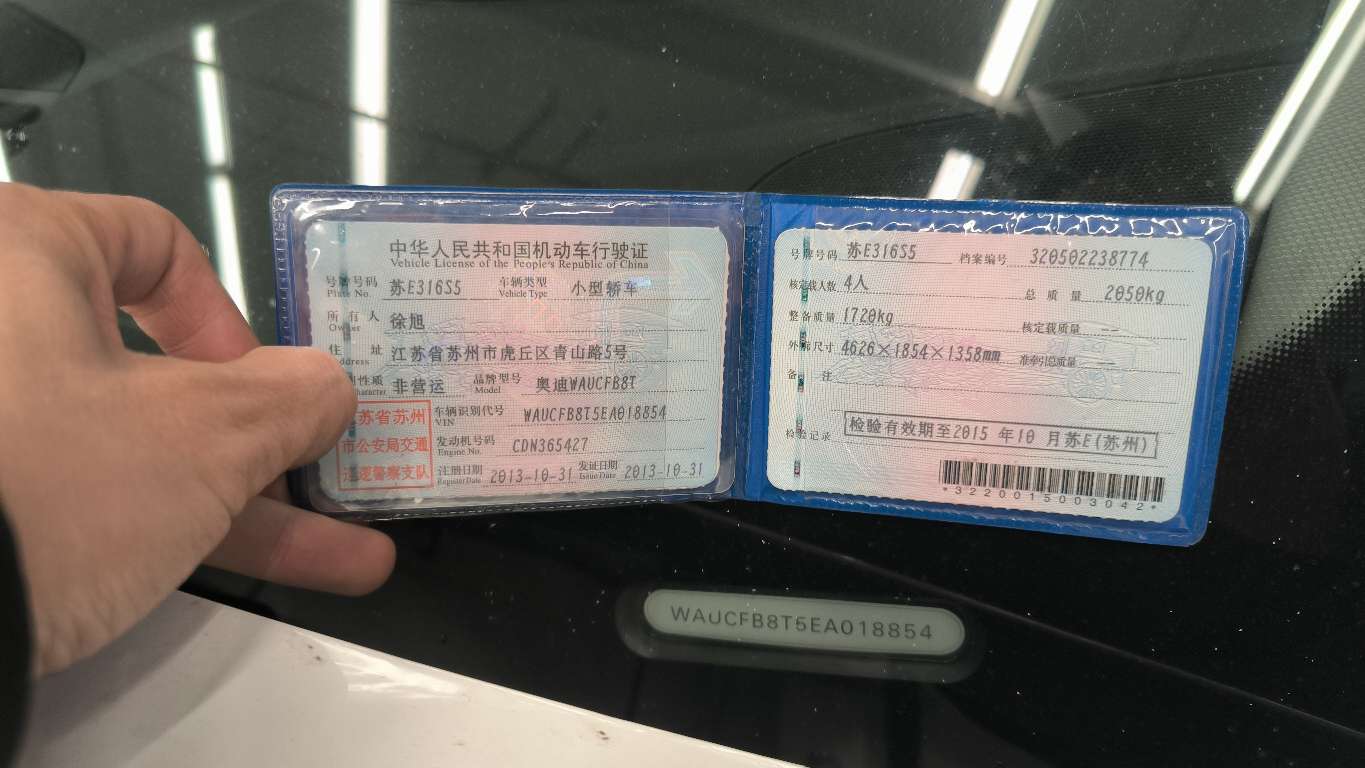 中华人民共和国机动车行驶证
Vehicle License of the People's Republic of China
号牌号码 苏E316S5 车辆类型 小型轿车
Plate No. Vehicle Type
所有人 徐旭
Owner
住址 江苏省苏州市虎丘区青山路5号
Address
性质 非营运 品牌型号 奥迪WAUCFB8T
Character Model
苏省苏州
市公安局交通
巡逻警察支队
车辆识别代号 WAUCFB8T5EA018854
VIN
发动机号码 CDN365427
Engine No.
注册日期 2013-10-31 发证日期 2013-10-31
Register Date Issue Date
号牌号码 苏E316S5 档案编号 320502238774
核定载人数 4人 总质量 2050kg
整备质量 1720kg 核定载质量 --
外廓尺寸 4626×1854×1358mm 准牵引总质量 --
备注
检验记录 检验有效期至2015 年10 月苏E(苏州)
*3220015003042*
WAUCFB8T5EA018854